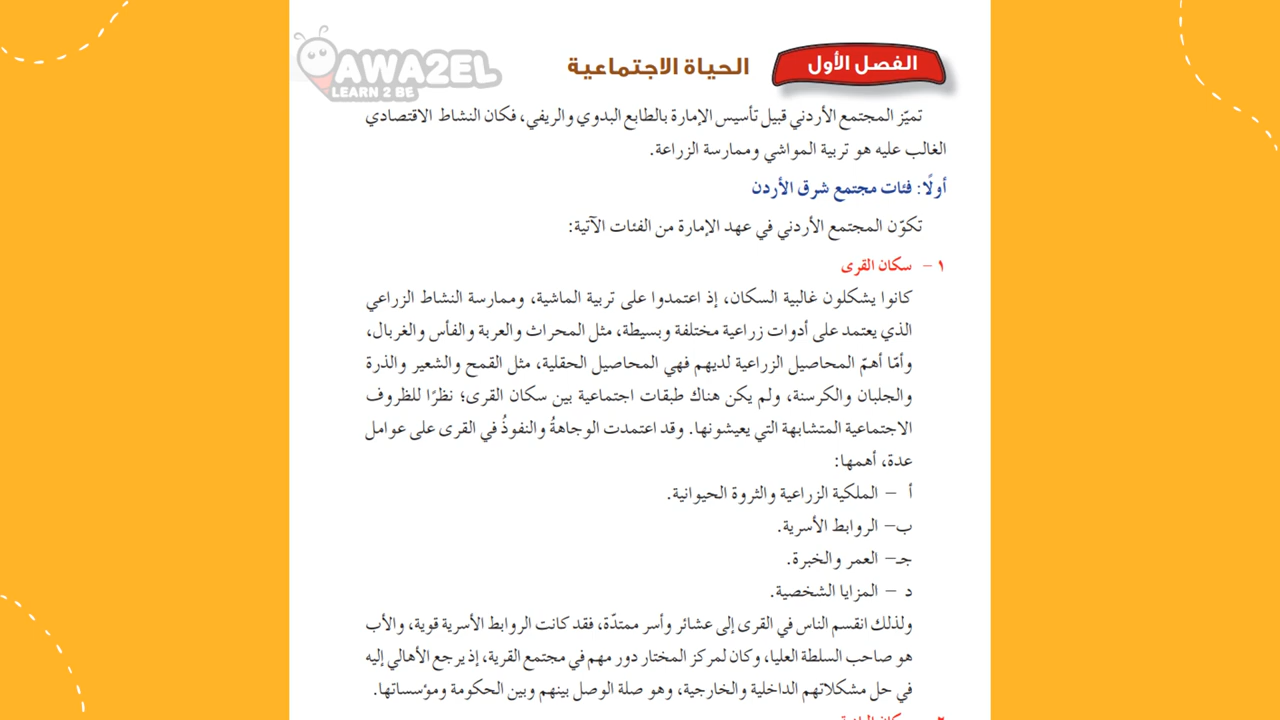 AWA2EL
LEARN 2 BE
الفصل الأول
الحياة الاجتماعية
تميّز المجتمع الأردني قبيل تأسيس الإمارة بالطابع البدوي والريفي، فكان النشاط الاقتصادي
الغالب عليه هو تربية المواشي وممارسة الزراعة.
أولًا: فئات مجتمع شرق الأردن
تكوّن المجتمع الأردني في عهد الإمارة من الفئات الآتية:
١ – سكان القرى
كانوا يشكلون غالبية السكان، إذ اعتمدوا على تربية الماشية، وممارسة النشاط الزراعي
الذي يعتمد على أدوات زراعية مختلفة وبسيطة، مثل المحراث والعربة والفأس والغربال،
وأمّا أهمّ المحاصيل الزراعية لديهم فهي المحاصيل الحقلية، مثل القمح والشعير والذرة
والجلبان والكرسنة، ولم يكن هناك طبقات اجتماعية بين سكان القرى؛ نظرًا للظروف
الاجتماعية المتشابهة التي يعيشونها. وقد اعتمدت الوجاهةُ والنفوذُ في القرى على عوامل
عدة، أهمها:
أ – الملكية الزراعية والثروة الحيوانية.
ب– الروابط الأسرية.
جـ– العمر والخبرة.
د – المزايا الشخصية.
ولذلك انقسم الناس في القرى إلى عشائر وأسر ممتدّة، فقد كانت الروابط الأسرية قوية، والأب
هو صاحب السلطة العليا، وكان لمركز المختار دور مهم في مجتمع القرية، إذ يرجع الأهالي إليه
في حل مشكلاتهم الداخلية والخارجية، وهو صلة الوصل بينهم وبين الحكومة ومؤسساتها.